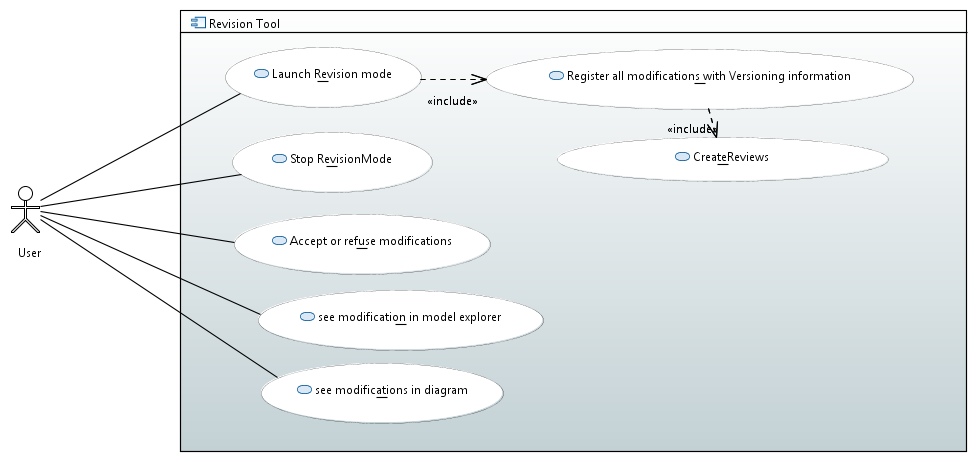 Revision Tool
Launch Revision mode
Register all modifications with Versioning information
«include»
«include»
Stop RevisionMode
CreateReviews
Accept or refuse modifications
User
see modification in model explorer
see modifications in diagram